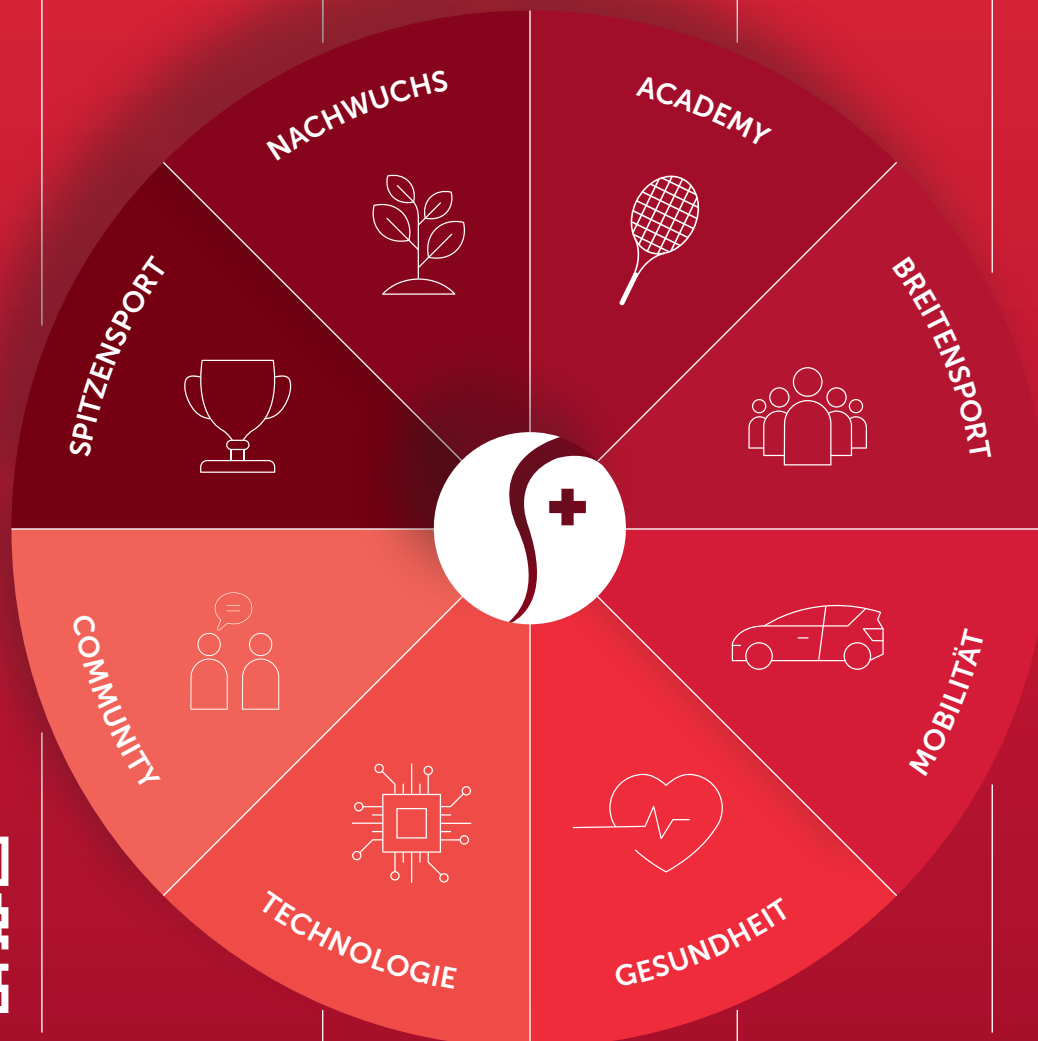 NACHWUCHS
ACADEMY
BREITENSPORT
MOBILITÄT
GESUNDHEIT
TECHNOLOGIE
COMMUNITY
SPITZENSPORT